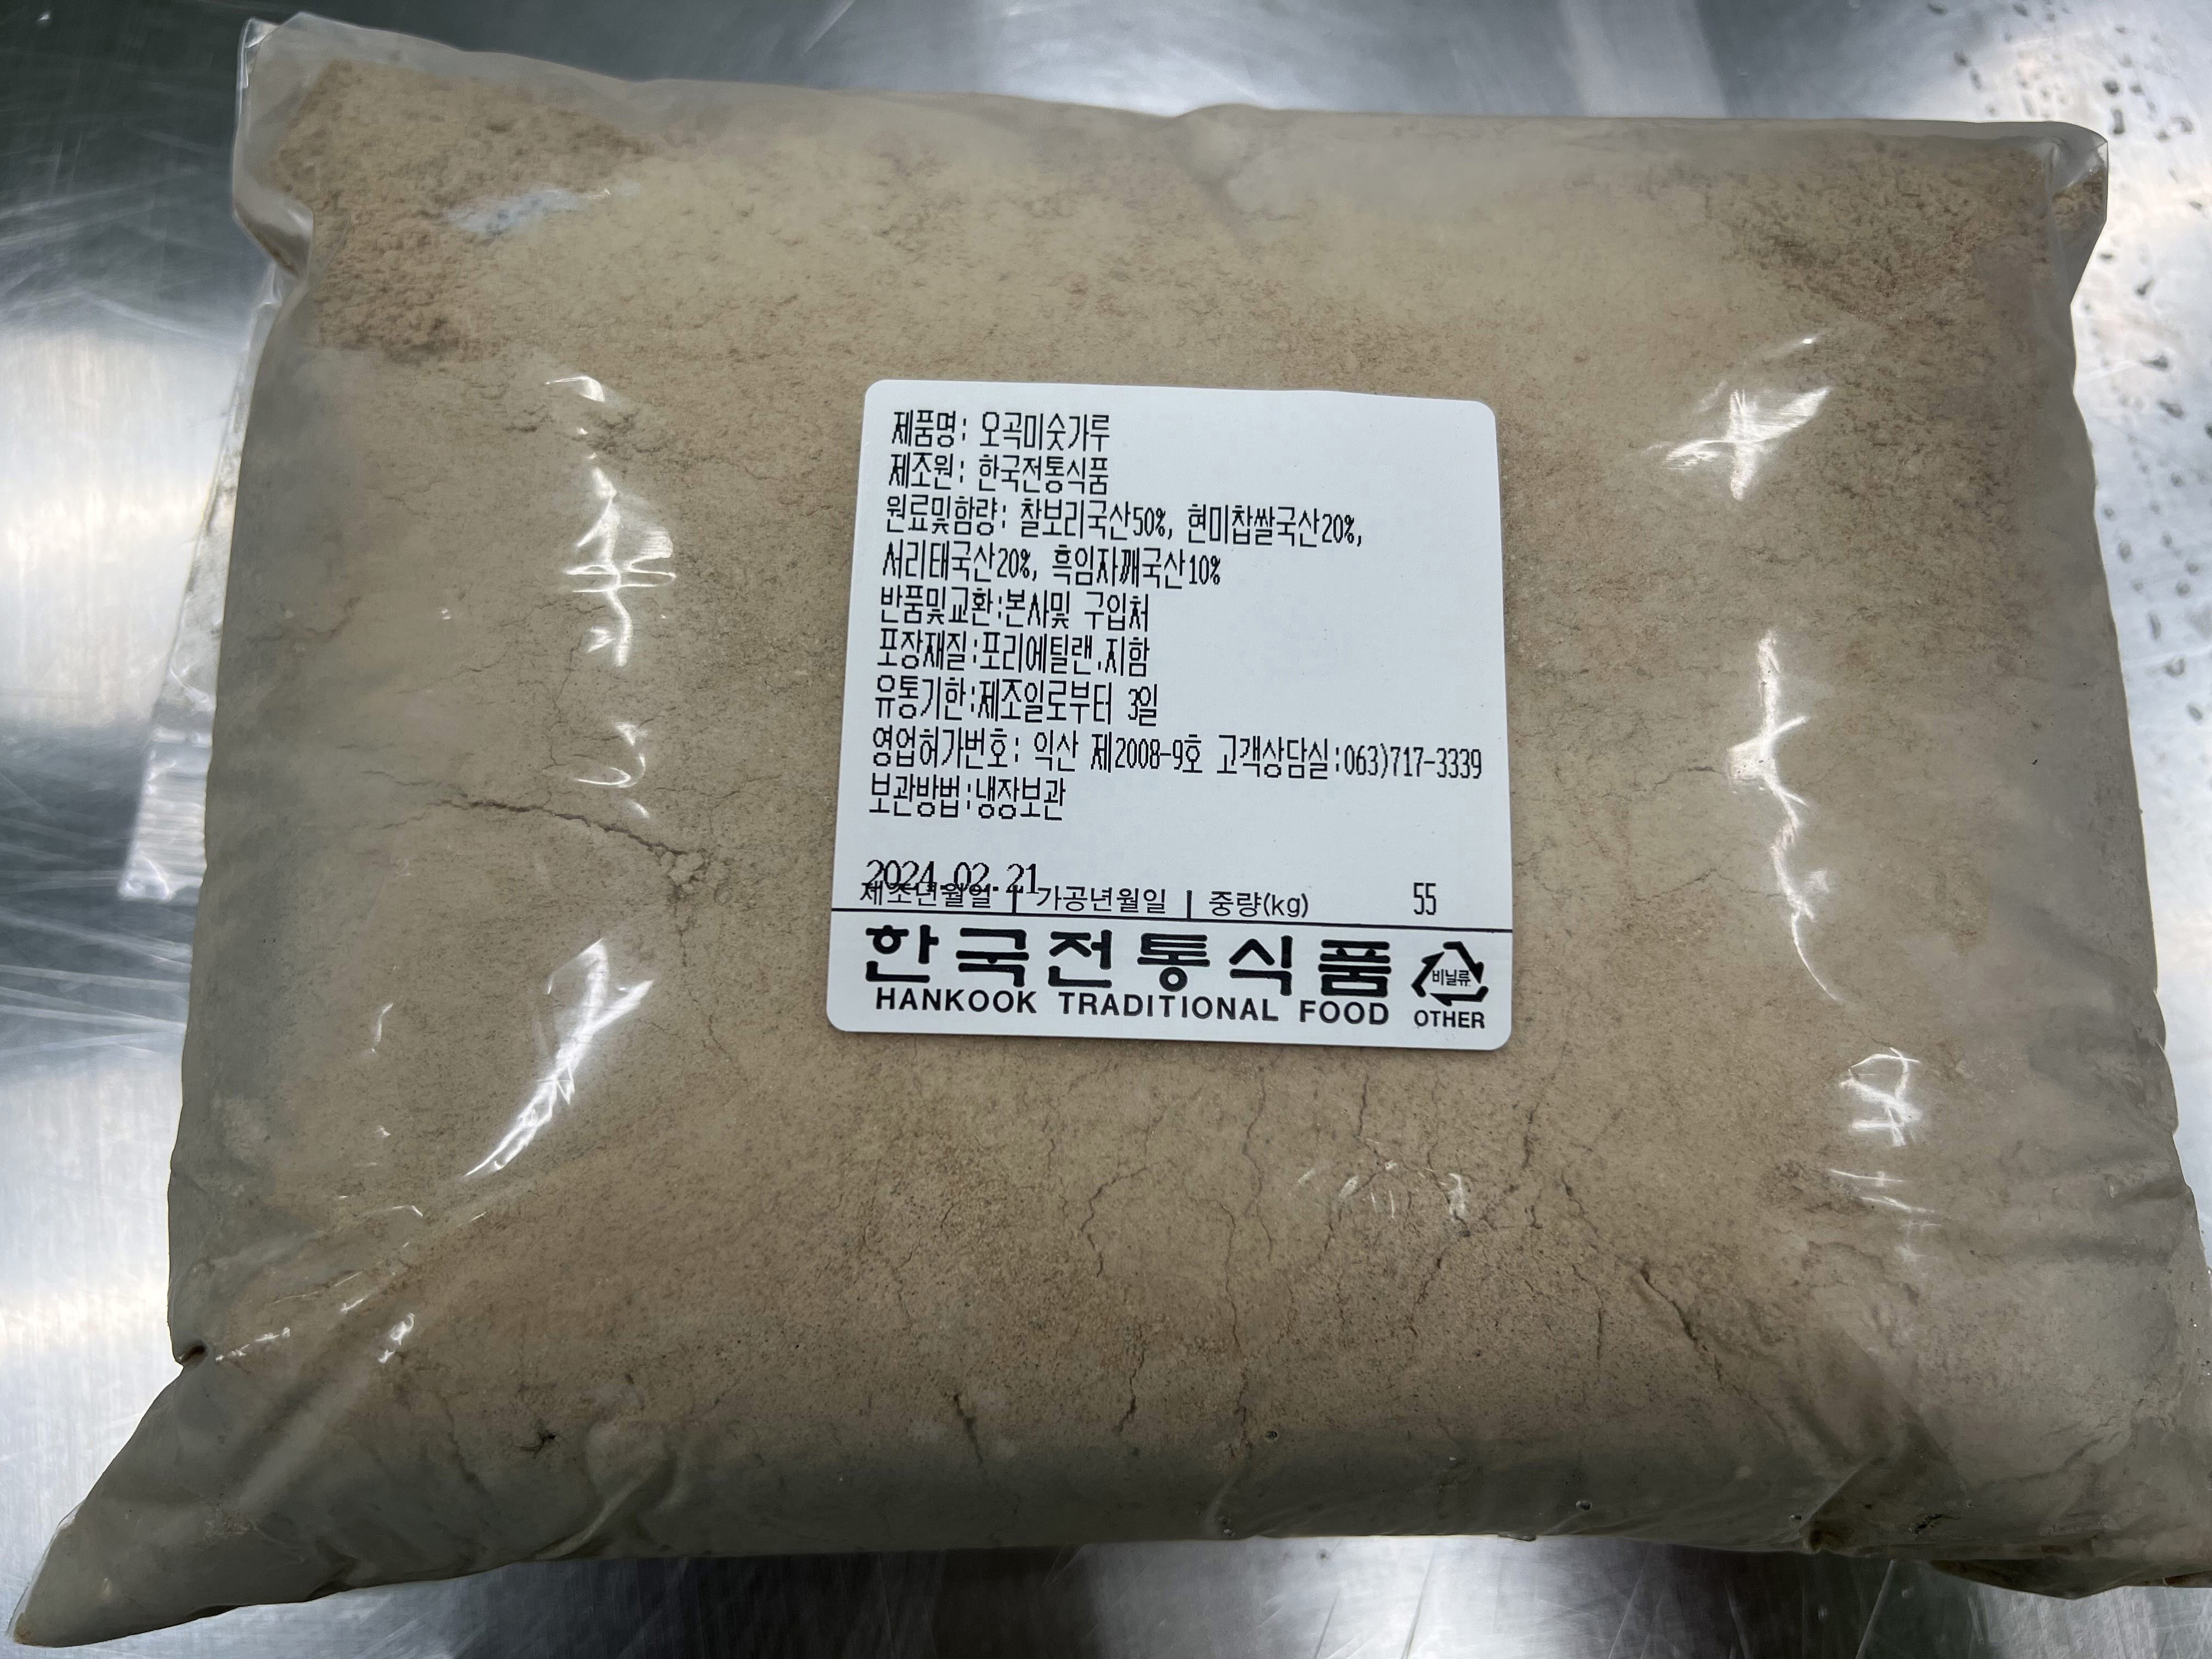 제품명: 오곡미숫가루
제조원: 한국전통식품
원료및함량: 찰보리국산50%, 현미찹쌀국산20%,
서리태국산20%, 흑임자깨국산10%
반품및교환:본사및 구입처
포장재질:포리에틸랜.지함
유통기한:제조일로부터 3일
영업허가번호: 익산 제2008-9호 고객상담실:063)717-3339
보관방법:냉장보관
2024.02.21
제조년월일 | 가공년월일 | 중량(kg) 55
한국전통식품
HANKOOK TRADITIONAL FOOD
비닐류
OTHER